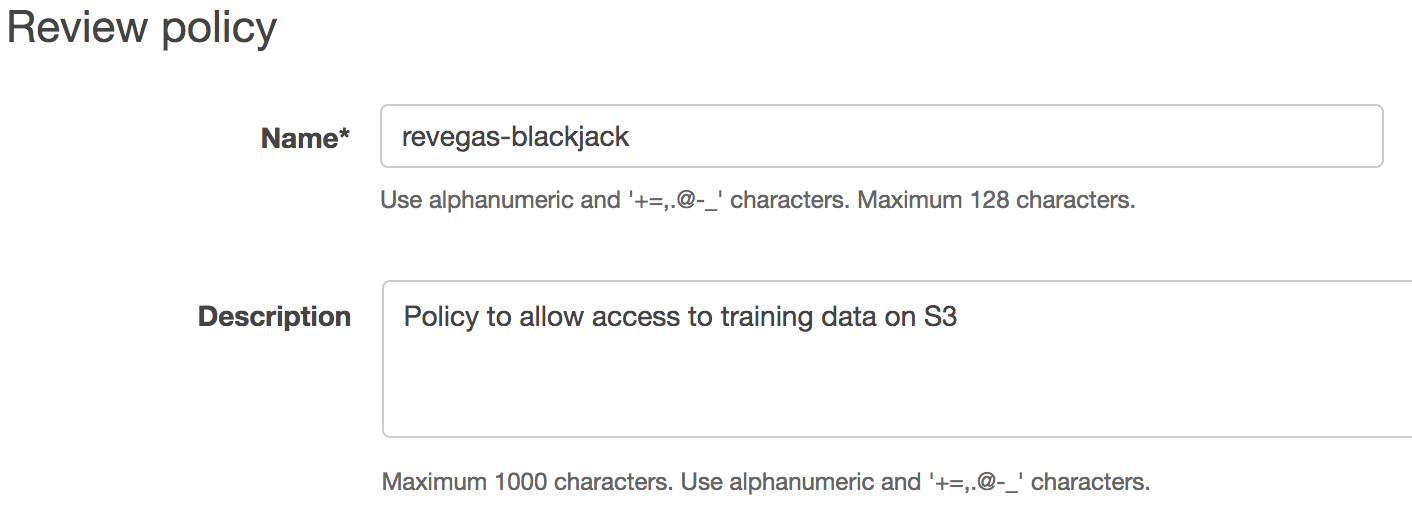 Review policy
Name*
revegas-blackjack
Use alphanumeric and '+=,.@-_' characters. Maximum 128 characters.
Description
Policy to allow access to training data on S3
Maximum 1000 characters. Use alphanumeric and '+=,.@-_' characters.